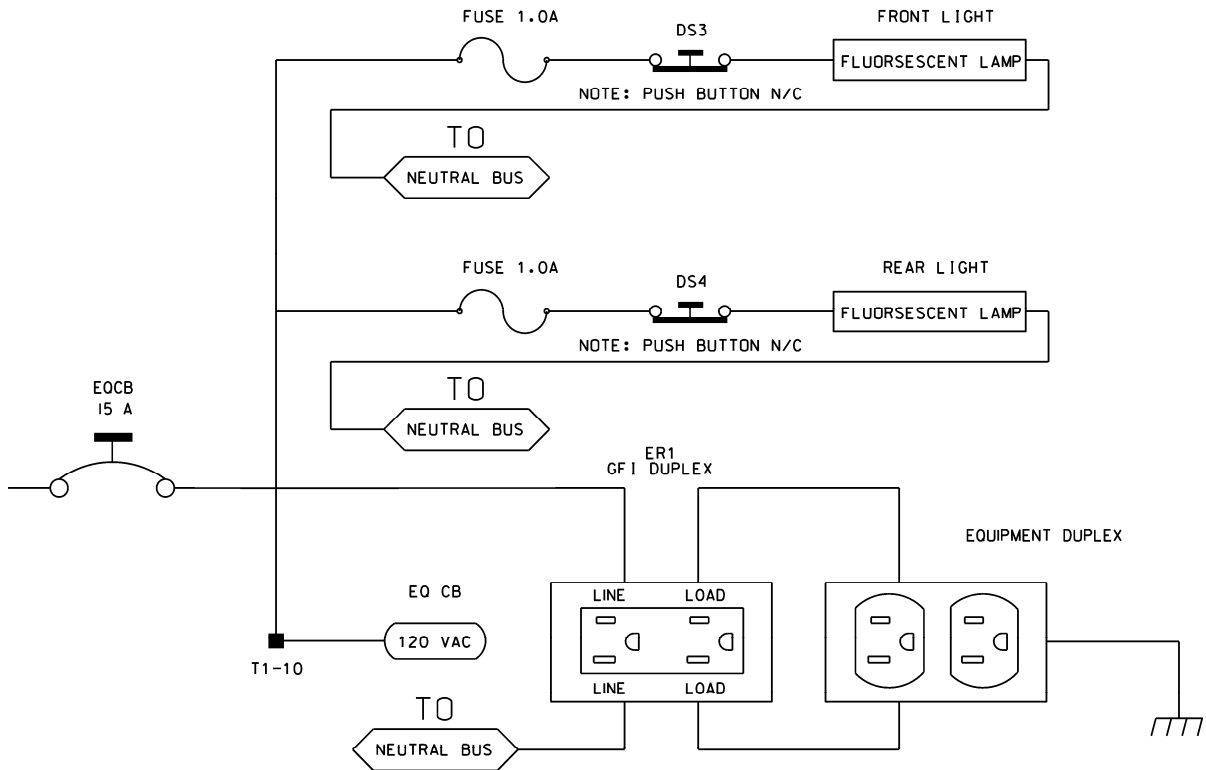 FUSE 1.0A
DS3
FRONT LIGHT
FLUORSESCENT LAMP
NOTE: PUSH BUTTON N/C
TO
NEUTRAL BUS
FUSE 1.0A
DS4
REAR LIGHT
FLUORSESCENT LAMP
NOTE: PUSH BUTTON N/C
TO
NEUTRAL BUS
EQCB
15 A
ER1
GFI DUPLEX
EQUIPMENT DUPLEX
EQ CB
120 VAC
T1-10
LINE LOAD
LINE LOAD
TO
NEUTRAL BUS